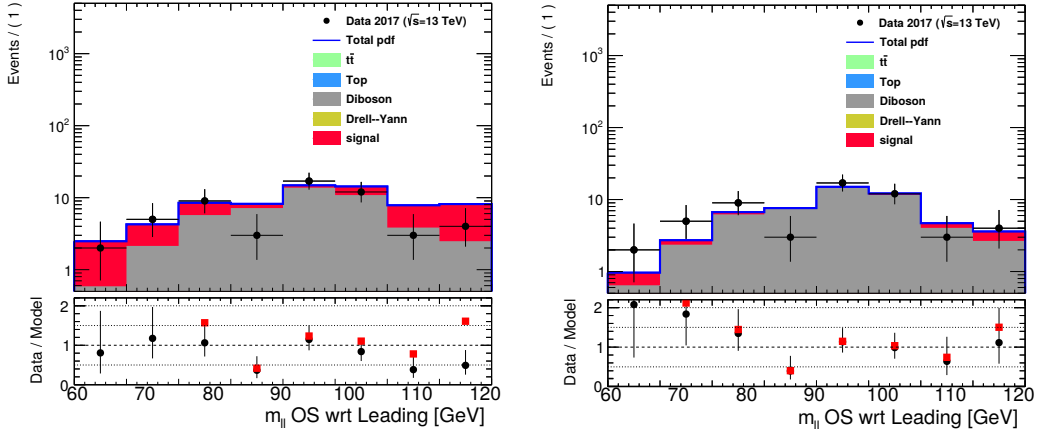 Events / ( 1 )
10³
10²
10
1
Data 2017 (√s=13 TeV)
Total pdf
tt̄
Top
Diboson
Drell--Yann
signal
Data / Model
2
1
0
60 70 80 90 100 110 120
m_ll OS wrt Leading [GeV]
Events / ( 1 )
10³
10²
10
1
Data 2017 (√s=13 TeV)
Total pdf
tt̄
Top
Diboson
Drell--Yann
signal
Data / Model
2
1
0
60 70 80 90 100 110 120
m_ll OS wrt Leading [GeV]